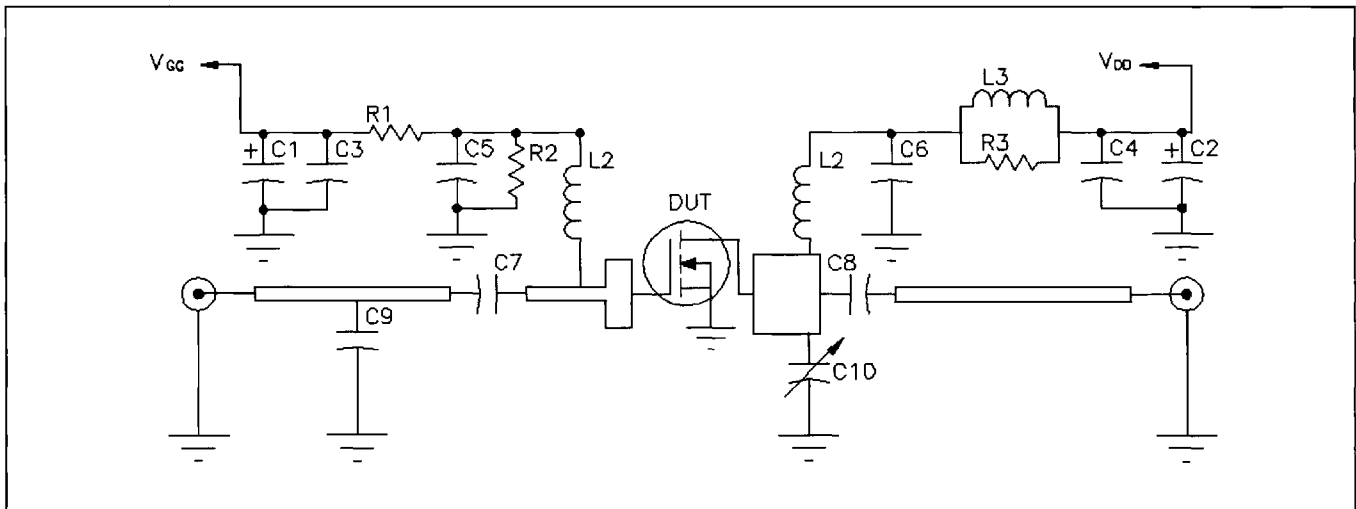 VGG
VDD
L3
R1
+ C1
C3
C5
R2
L2
L2
C6
R3
C4
+ C2
DUT
C7
C8
C9
C10